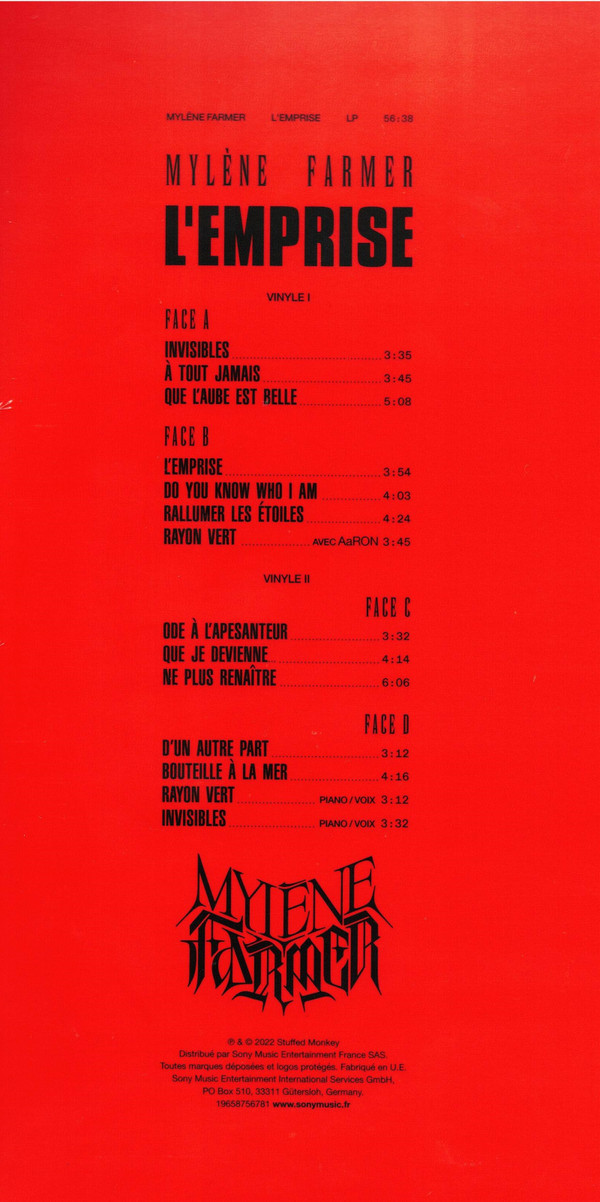 MYLÈNE FARMER L'EMPRISE LP 56:38
MYLÈNE FARMER
L'EMPRISE
VINYLE I
FACE A
INVISIBLES 3:35
À TOUT JAMAIS 3:45
QUE L'AUBE EST BELLE 5:08
FACE B
L'EMPRISE 3:54
DO YOU KNOW WHO I AM 4:03
RALLUMER LES ÉTOILES 4:24
RAYON VERT AVEC AaRON 3:45
VINYLE II
FACE C
ODE À L'APESANTEUR 3:32
QUE JE DEVIENNE 4:14
NE PLUS RENAÎTRE 6:06
FACE D
D'UN AUTRE PART 3:12
BOUTEILLE À LA MER 4:16
RAYON VERT PIANO/VOIX 3:12
INVISIBLES PIANO/VOIX 3:32
MYLÈNE
FARMER
℗ & © 2022 Stuffed Monkey
Distribué par Sony Music Entertainment France SAS.
Toutes marques déposées et logos protégés. Fabriqué en U.E.
Sony Music Entertainment International Services GmbH,
PO Box 510, 33311 Gütersloh, Germany.
19658756781 www.sonymusic.fr